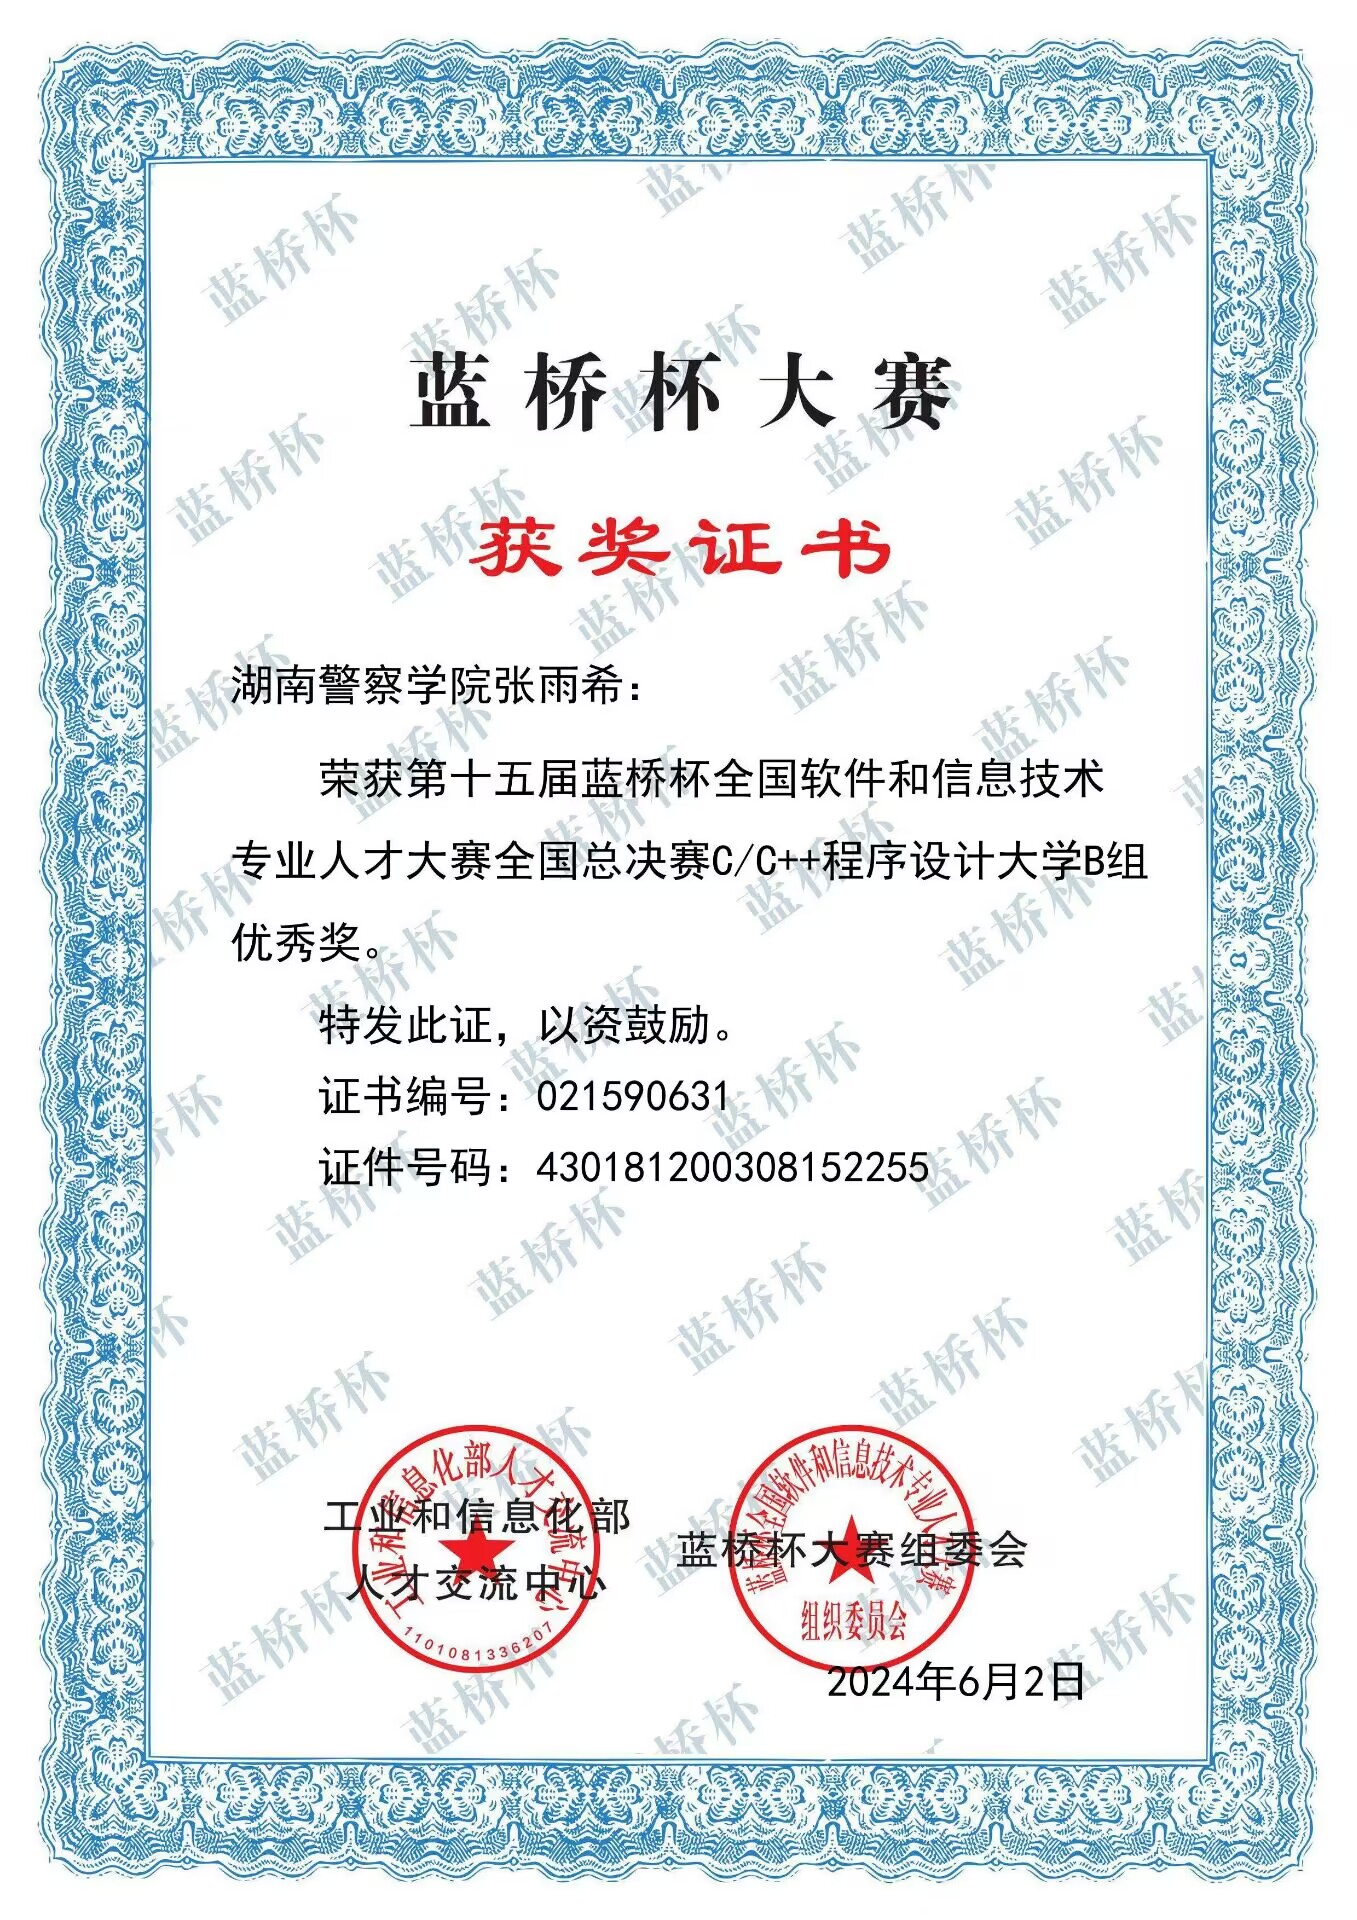 蓝桥杯大赛
获奖证书
湖南警察学院张雨希：
荣获第十五届蓝桥杯全国软件和信息技术
专业人才大赛全国总决赛C/C++程序设计大学B组
优秀奖。
特发此证，以资鼓励。
证书编号：021590631
证件号码：430181200308152255
工业和信息化部
人才交流中心
工业和信息化部人才交流中心
1101081336207
蓝桥杯大赛组委会
蓝桥杯全国软件和信息技术专业人才大赛
组织委员会
2024年6月2日
蓝桥杯